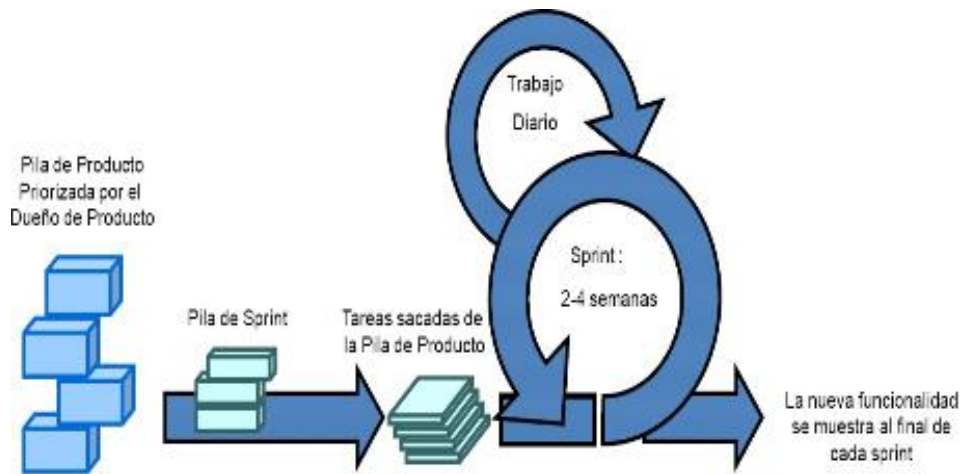 Trabajo
Diario
Pila de Producto
Priorizada por el
Dueño de Producto
Sprint :
2-4 semanas
Pila de Sprint
Tareas sacadas de
la Pila de Producto
La nueva funcionalidad
se muestra al final de
cada sprint